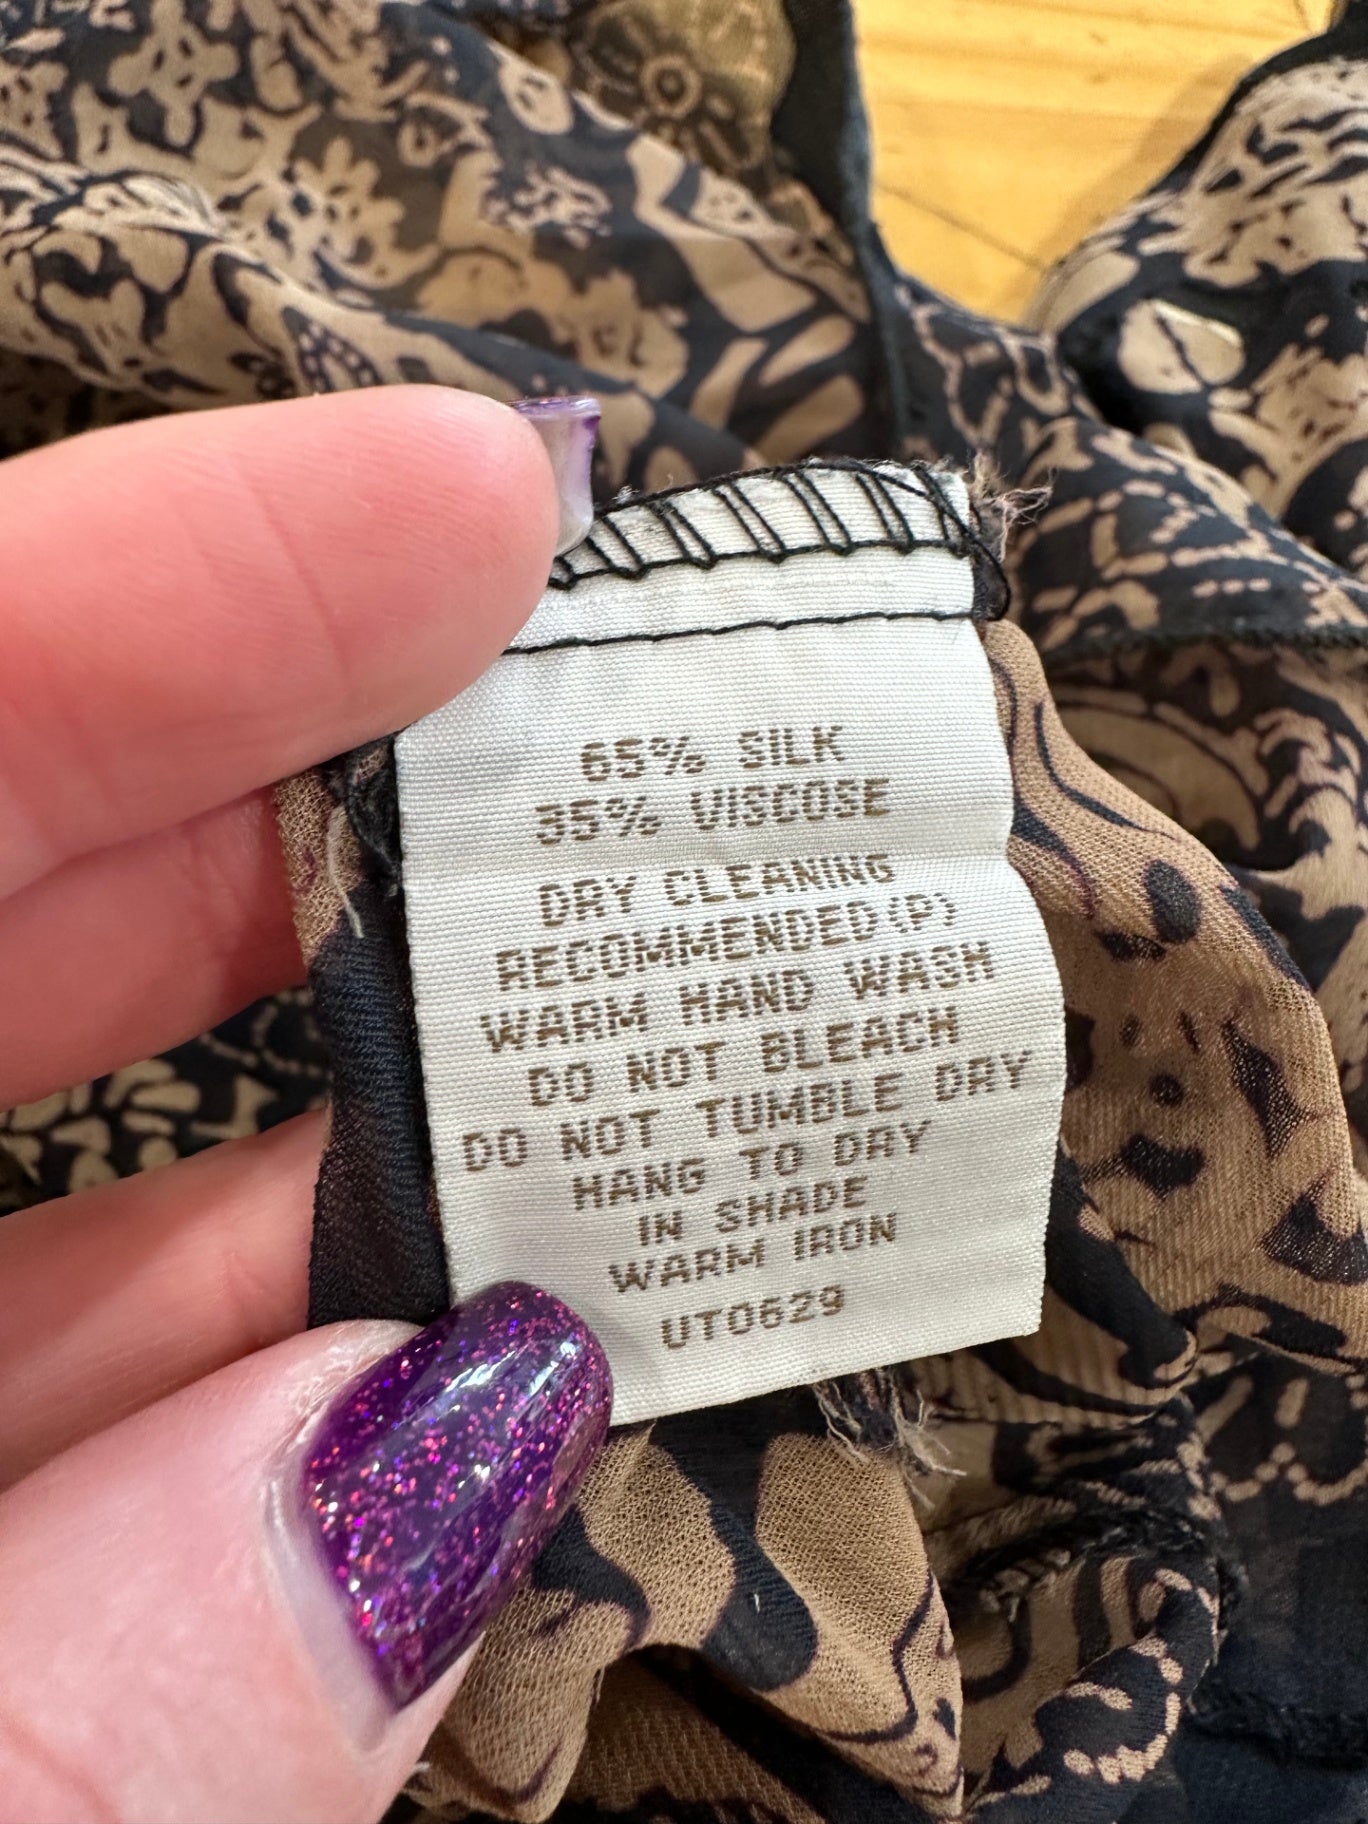 65% SILK
35% VISCOSE
DRY CLEANING
RECOMMENDED(P)
WARM HAND WASH
DO NOT BLEACH
DO NOT TUMBLE DRY
HANG TO DRY
IN SHADE
WARM IRON
UT0629